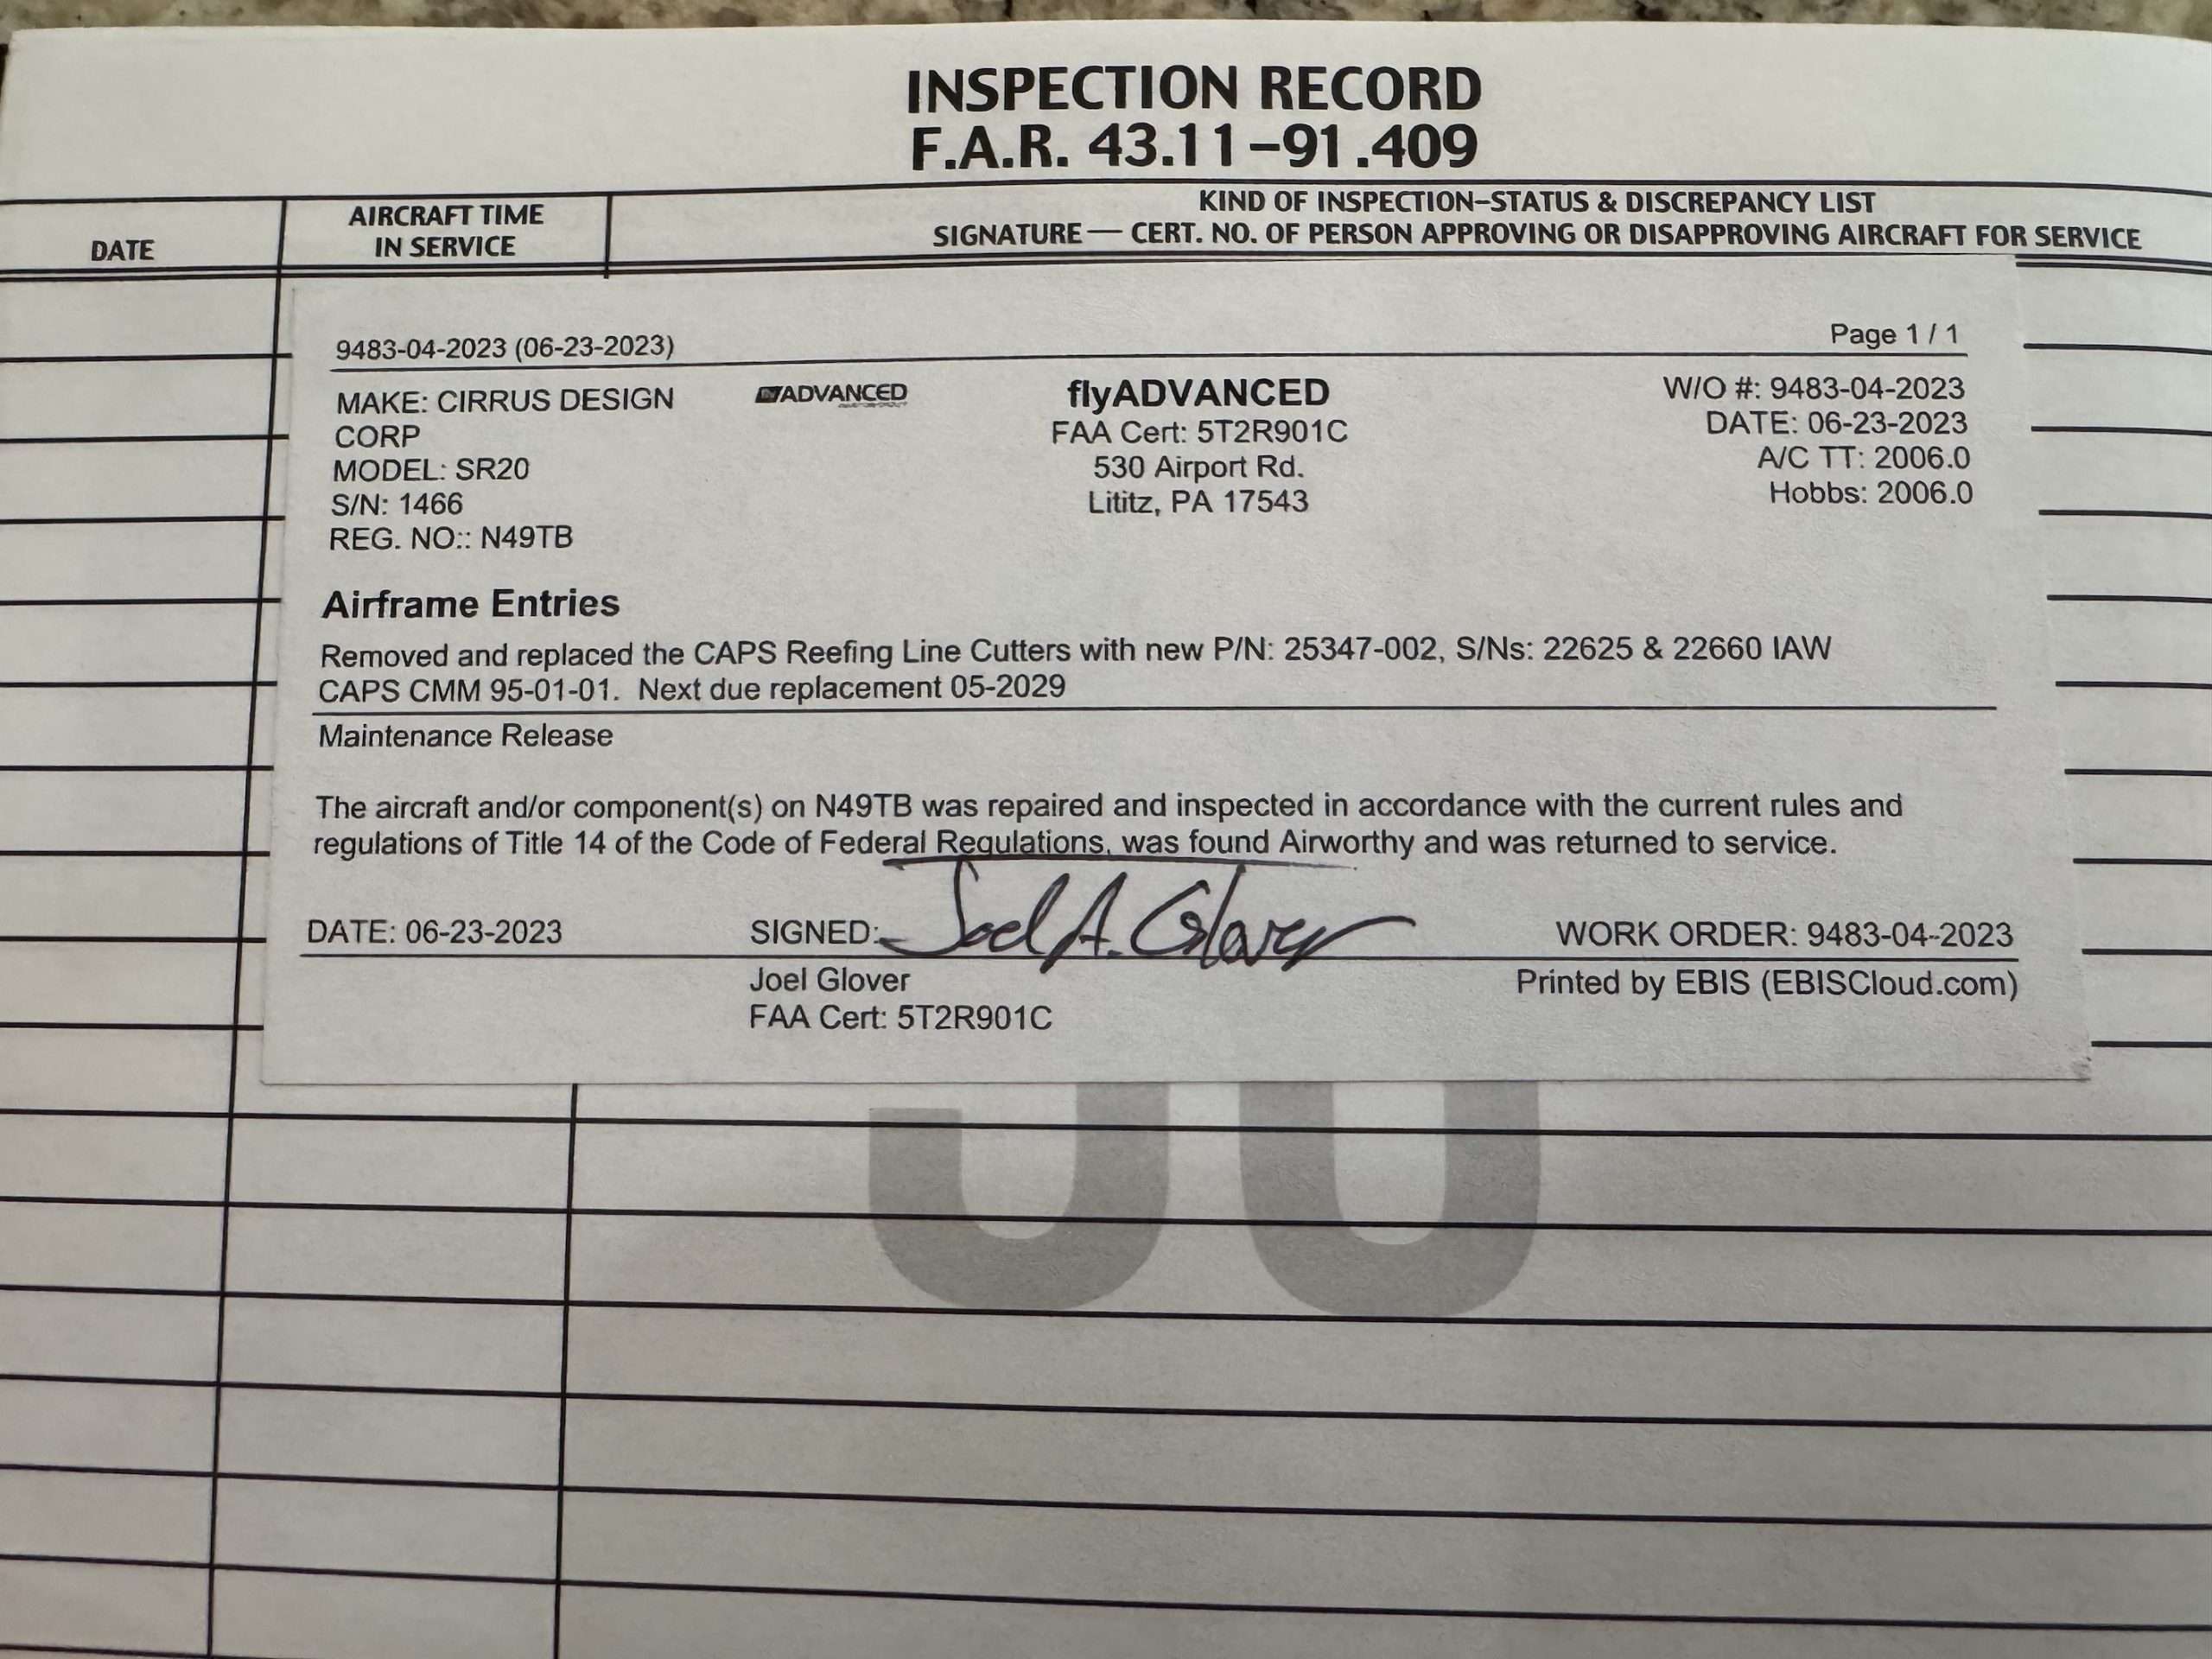 INSPECTION RECORD
F.A.R. 43.11–91.409
DATE
AIRCRAFT TIME
IN SERVICE
KIND OF INSPECTION–STATUS & DISCREPANCY LIST
SIGNATURE — CERT. NO. OF PERSON APPROVING OR DISAPPROVING AIRCRAFT FOR SERVICE
9483-04-2023 (06-23-2023)
Page 1 / 1
MAKE: CIRRUS DESIGN
CORP
MODEL: SR20
S/N: 1466
REG. NO:: N49TB
ADVANCED
flyADVANCED
FAA Cert: 5T2R901C
530 Airport Rd.
Lititz, PA 17543
W/O #: 9483-04-2023
DATE: 06-23-2023
A/C TT: 2006.0
Hobbs: 2006.0
Airframe Entries
Removed and replaced the CAPS Reefing Line Cutters with new P/N: 25347-002, S/Ns: 22625 & 22660 IAW
CAPS CMM 95-01-01. Next due replacement 05-2029
Maintenance Release
The aircraft and/or component(s) on N49TB was repaired and inspected in accordance with the current rules and
regulations of Title 14 of the Code of Federal Regulations, was found Airworthy and was returned to service.
DATE: 06-23-2023
SIGNED: Joel A. Glover
WORK ORDER: 9483-04-2023
Joel Glover
FAA Cert: 5T2R901C
Printed by EBIS (EBISCloud.com)